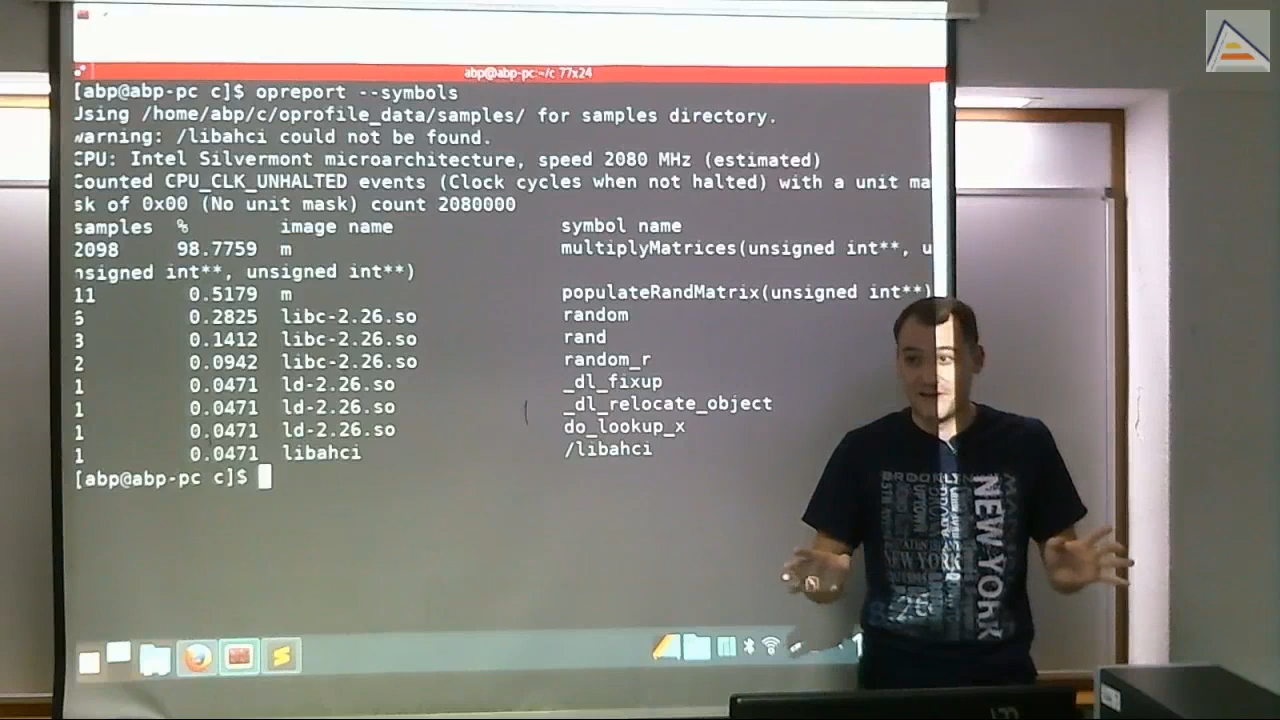 abp@abp-pc:~/c 77x24
[abp@abp-pc c]$ opreport --symbols
Using /home/abp/c/oprofile_data/samples/ for samples directory.
warning: /libahci could not be found.
CPU: Intel Silvermont microarchitecture, speed 2080 MHz (estimated)
Counted CPU_CLK_UNHALTED events (Clock cycles when not halted) with a unit ma
sk of 0x00 (No unit mask) count 2080000
samples % image name symbol name
2098 98.7759 m multiplyMatrices(unsigned int**, u
nsigned int**, unsigned int**)
11 0.5179 m populateRandMatrix(unsigned int**)
6 0.2825 libc-2.26.so random
3 0.1412 libc-2.26.so rand
2 0.0942 libc-2.26.so random_r
1 0.0471 ld-2.26.so _dl_fixup
1 0.0471 ld-2.26.so _dl_relocate_object
1 0.0471 ld-2.26.so do_lookup_x
1 0.0471 libahci /libahci
[abp@abp-pc c]$
BROOKLYN
NEW YORK
NEW YORK